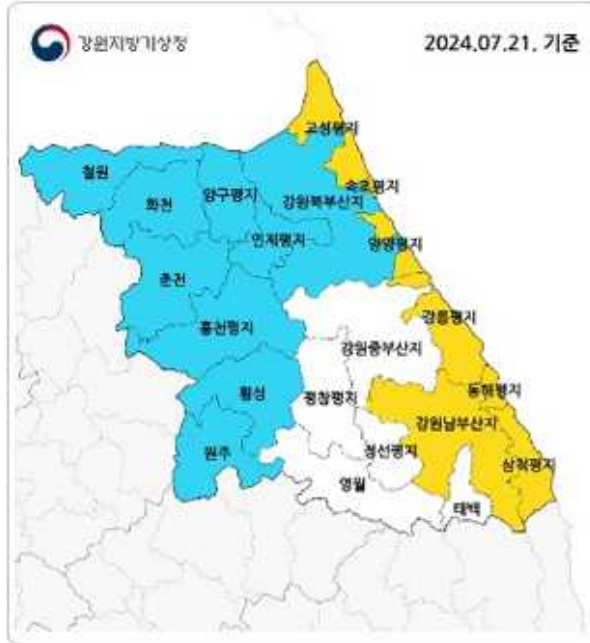 강원지방기상청
2024.07.21. 기준
고성평지
철원
양구평지
속초평지
화천
강원북부산지
인제평지
양양평지
춘천
강릉평지
홍천평지
강원중부산지
동해평지
횡성
평창평지
강원남부산지
원주
정선평지
삼척평지
영월
태백